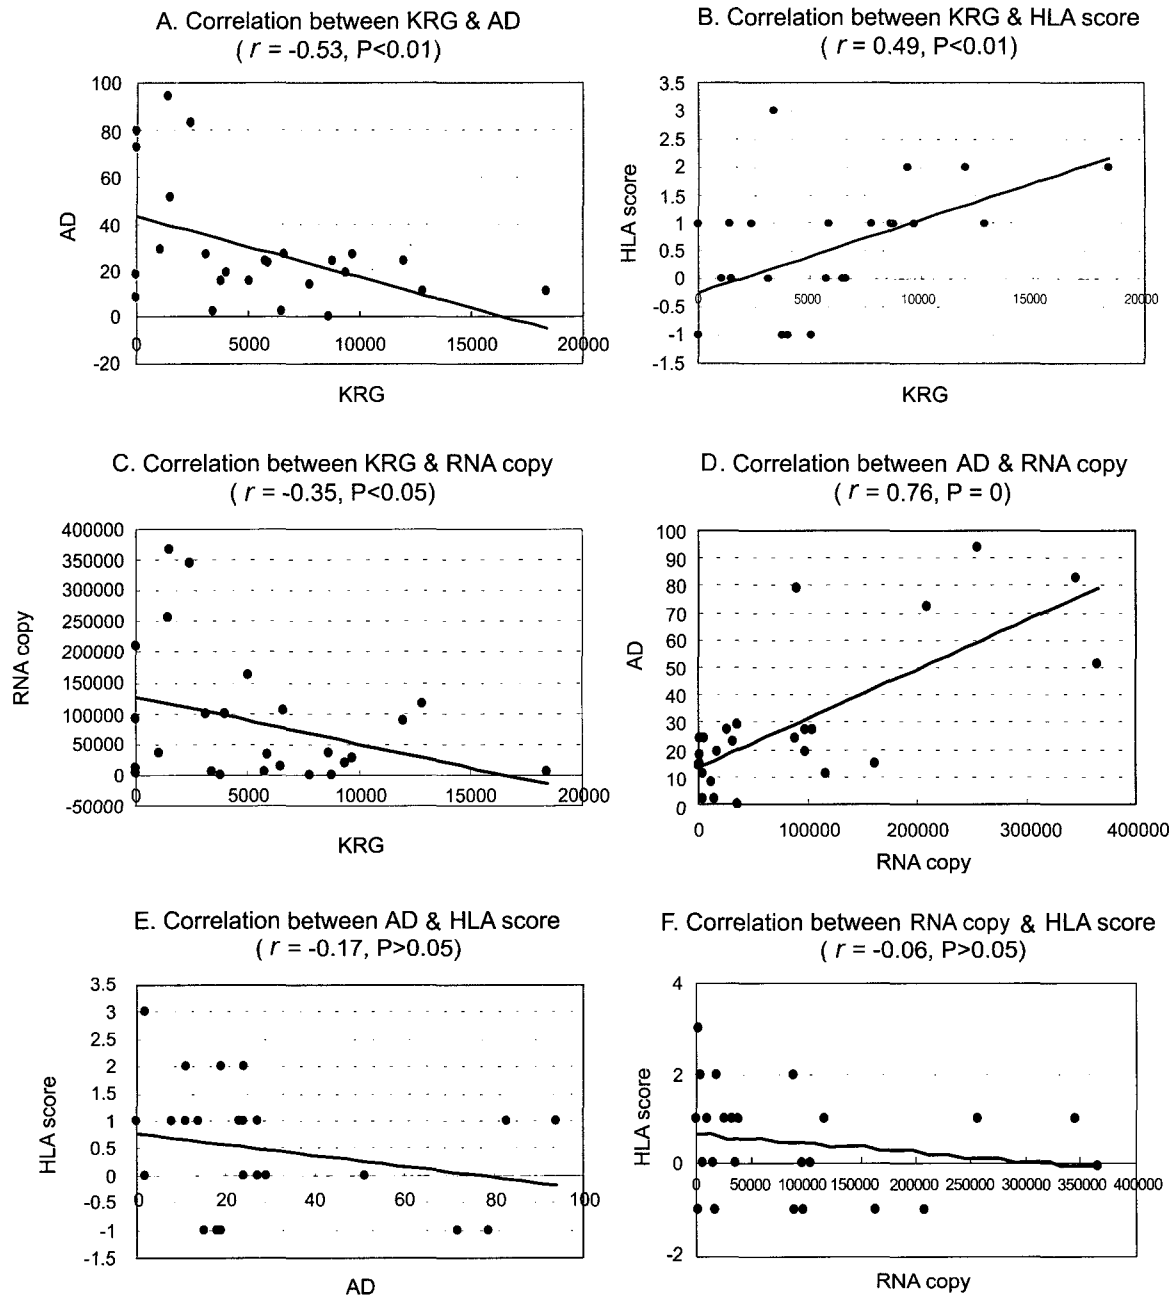 A. Correlation between KRG & AD
( r = -0.53, P<0.01)
100
80
60
40
20
0
-20
AD
0 5000 10000 15000 20000
KRG
B. Correlation between KRG & HLA score
( r = 0.49, P<0.01)
3.5
3
2.5
2
1.5
1
0.5
0
-0.5
-1
-1.5
HLA score
0 5000 10000 15000 20000
KRG
C. Correlation between KRG & RNA copy
( r = -0.35, P<0.05)
400000
350000
300000
250000
200000
150000
100000
50000
0
-50000
RNA copy
0 5000 10000 15000 20000
KRG
D. Correlation between AD & RNA copy
( r = 0.76, P = 0)
100
90
80
70
60
50
40
30
20
10
0
AD
0 100000 200000 300000 400000
RNA copy
E. Correlation between AD & HLA score
( r = -0.17, P>0.05)
3.5
3
2.5
2
1.5
1
0.5
0
-0.5
-1
-1.5
HLA score
0 20 40 60 80 100
AD
F. Correlation between RNA copy & HLA score
( r = -0.06, P>0.05)
4
2
0
-2
HLA score
0 50000 100000 150000 200000 250000 300000 350000 400000
RNA copy